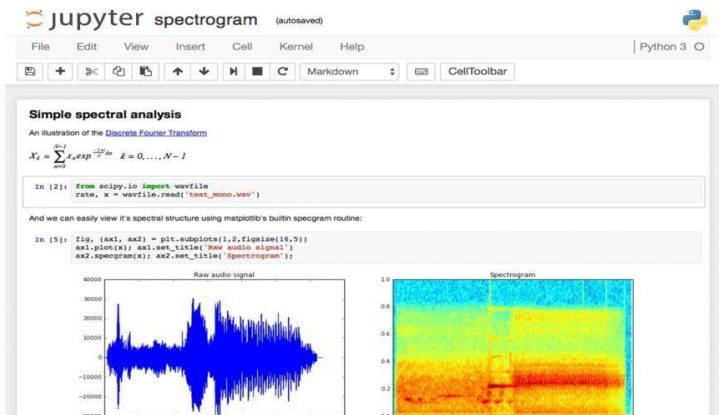 jupyter spectrogram (autosaved)
File Edit View Insert Cell Kernel Help Python 3
Markdown CellToolbar
Simple spectral analysis
An illustration of the Discrete Fourier Transform
In [2]: from scipy.io import wavfile
rate, x = wavfile.read('test_mono.wav')
And we can easily view it's spectral structure using matplotlib's builtin specgram routine:
In [5]: fig, (ax1, ax2) = plt.subplots(1,2,figsize(16,5))
ax1.plot(x); ax1.set_title('Raw audio signal')
ax2.specgram(x); ax2.set_title('Spectrogram');
Raw audio signal Spectrogram
40000 1.0
30000
0.8
20000
10000 0.6
0
0.4
-10000
0.2
-20000